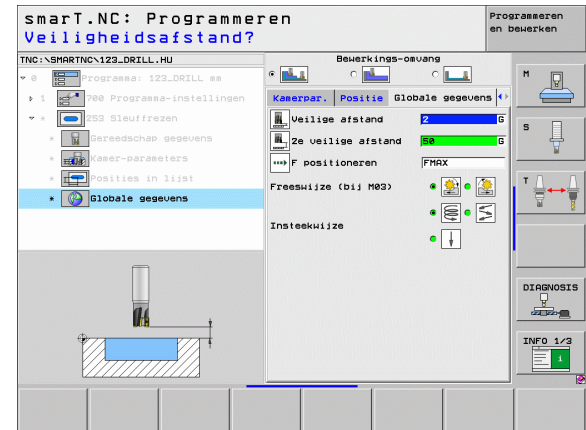 smarT.NC: Programmeren
Veiligheidsafstand?
Programmeren
en bewerken
TNC:\SMARTNC\123_DRILL.HU
0 Programma: 123_DRILL mm
1 700 Programma-instellingen
253 Sleuffrezen
Gereedschap gegevens
Kamer-parameters
Posities in lijst
Globale gegevens
Bewerkings-omvang
Kamerpar. Positie Globale gegevens
Veilige afstand 2 G
2e veilige afstand 50 G
F positioneren FMAX
Freeswijze (bij M03)
Insteekwijze
M
S
T
DIAGNOSIS
INFO 1/3